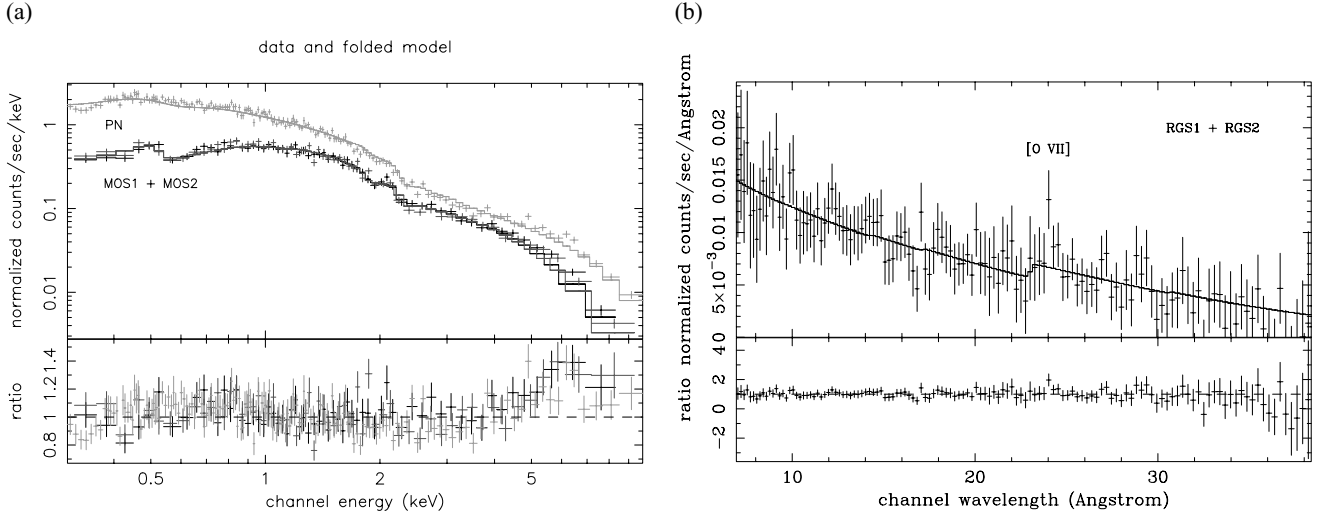 (a)
data and folded model
normalized counts/sec/keV
1
0.1
0.01
PN
MOS1 + MOS2
ratio
1.4
1.2
1
0.8
0.5
1
2
5
channel energy (keV)
(b)
normalized counts/sec/Angstrom
0.02
0.015
0.01
5×10⁻³
0
RGS1 + RGS2
[O VII]
ratio
4
2
0
−2
10
20
30
channel wavelength (Angstrom)